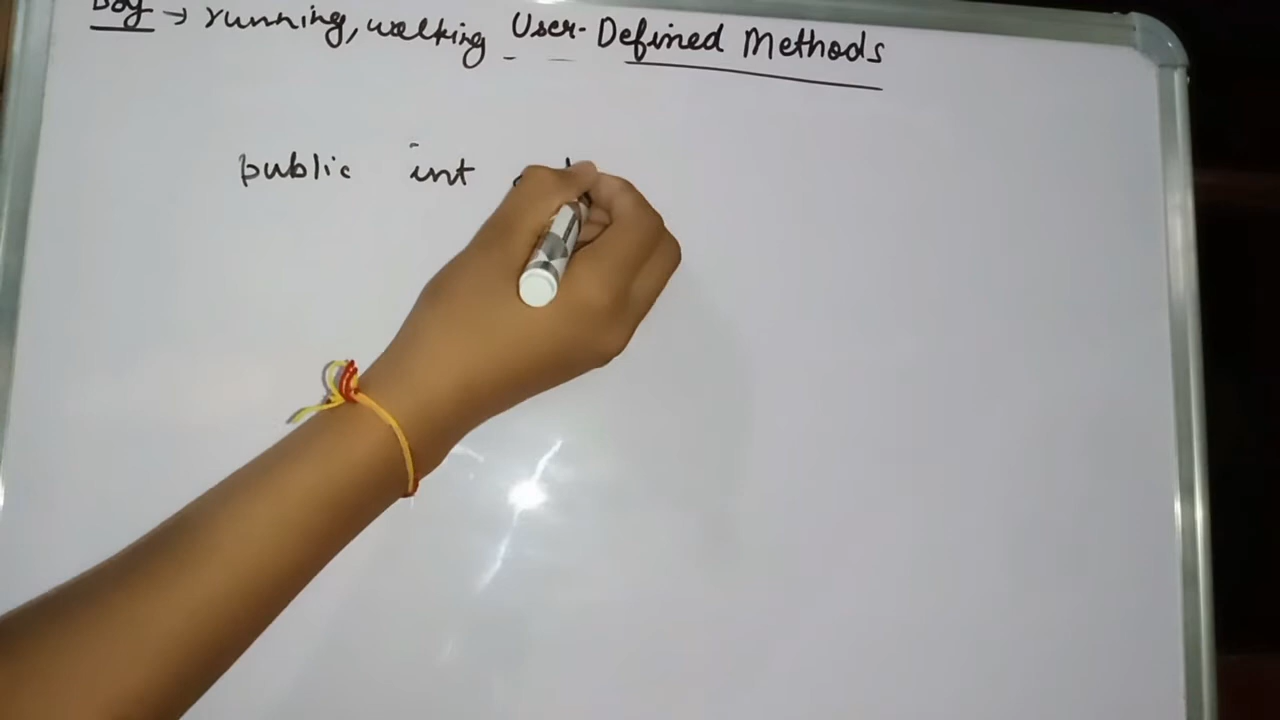 Boy → running, walking User-Defined Methods
public int